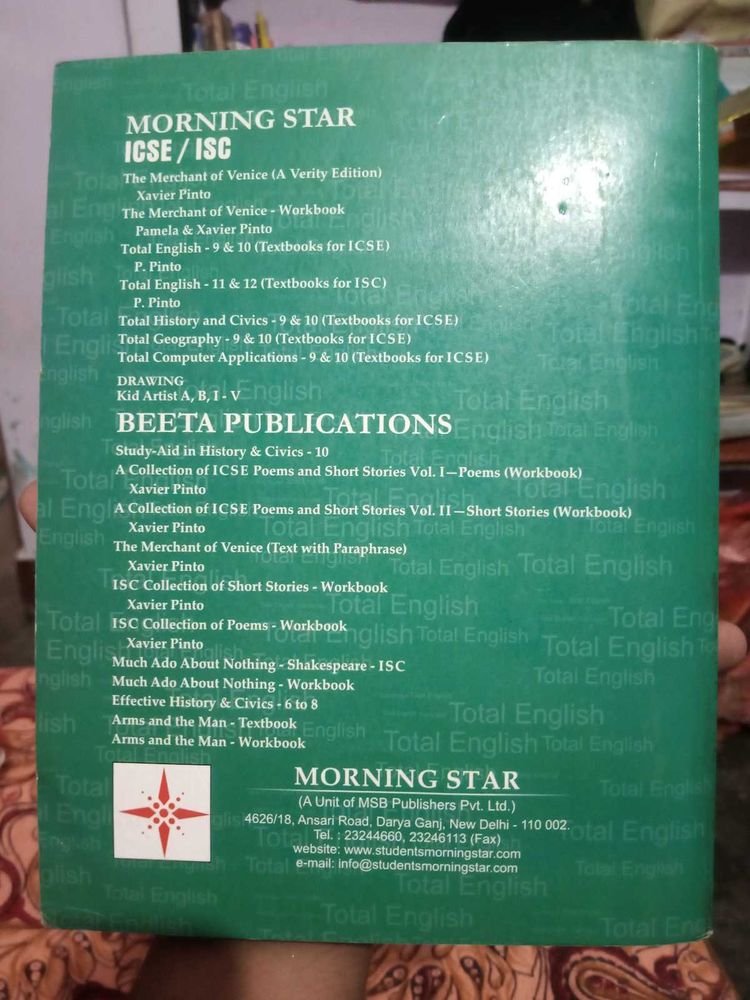 MORNING STAR
ICSE / ISC
The Merchant of Venice (A Verity Edition)
Xavier Pinto
The Merchant of Venice - Workbook
Pamela & Xavier Pinto
Total English - 9 & 10 (Textbooks for ICSE)
P. Pinto
Total English - 11 & 12 (Textbooks for ISC)
P. Pinto
Total History and Civics - 9 & 10 (Textbooks for ICSE)
Total Geography - 9 & 10 (Textbooks for ICSE)
Total Computer Applications - 9 & 10 (Textbooks for ICSE)
DRAWING
Kid Artist A, B, I - V
BEETA PUBLICATIONS
Study-Aid in History & Civics - 10
A Collection of ICSE Poems and Short Stories Vol. I—Poems (Workbook)
Xavier Pinto
A Collection of ICSE Poems and Short Stories Vol. II—Short Stories (Workbook)
Xavier Pinto
The Merchant of Venice (Text with Paraphrase)
Xavier Pinto
ISC Collection of Short Stories - Workbook
Xavier Pinto
ISC Collection of Poems - Workbook
Xavier Pinto
Much Ado About Nothing - Shakespeare - ISC
Much Ado About Nothing - Workbook
Effective History & Civics - 6 to 8
Arms and the Man - Textbook
Arms and the Man - Workbook
MORNING STAR
(A Unit of MSB Publishers Pvt. Ltd.)
4626/18, Ansari Road, Darya Ganj, New Delhi - 110 002.
Tel. : 23244660, 23246113 (Fax)
website: www.studentsmorningstar.com
e-mail: info@studentsmorningstar.com